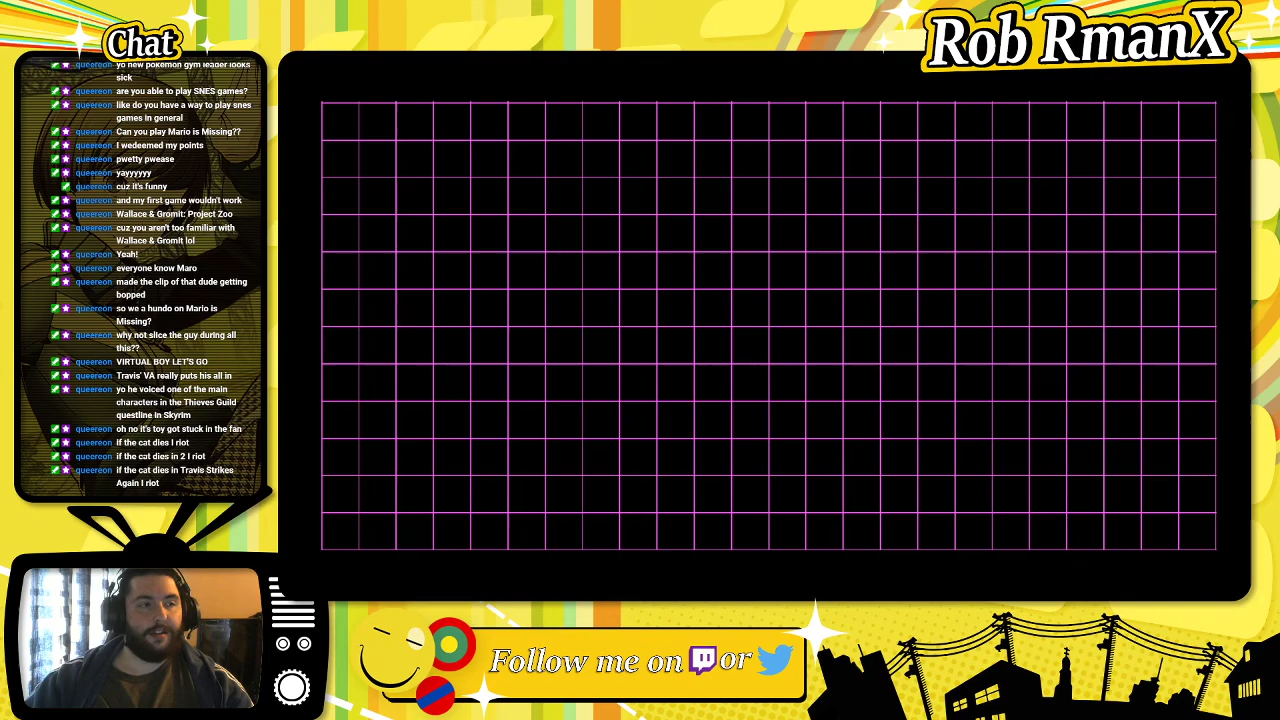 Chat
Rob RmanX
queereon yo new pokemon gym leader looks
sick
queereon are you able to play SNES games?
queereon like do you have a way to play snes
games in general
queereon Can you play Mario is Missing??
queereon I wedeemed my points
queereon pwetty pwease
queereon yayyyyyy
queereon cuz it's funny
queereon and my first game wouldn't work
queereon Wallace & Gromit: Project Zoo
queereon cuz you aren't too familiar with
Wallace & Gromit lol
queereon Yeah!
queereon everyone know Maro
queereon made the clip of Irohade getting
bopped
queereon so we a hundo on Mario is
Missing?
queereon why not slice the guy during all
this??
queereon VIRTUAL BOY LET'S GO
queereon Travis' VA really puts his all in
queereon yo he voiced one of the main
characters in the Thieves Guild
questline in Skyrim
queereon oh no its toy got stuck in the fan
queereon if the cat dies I riot
queereon if the cat dies in 2 I riot
queereon If the cat dies in Travis Strikes
Again I riot
Follow me on or